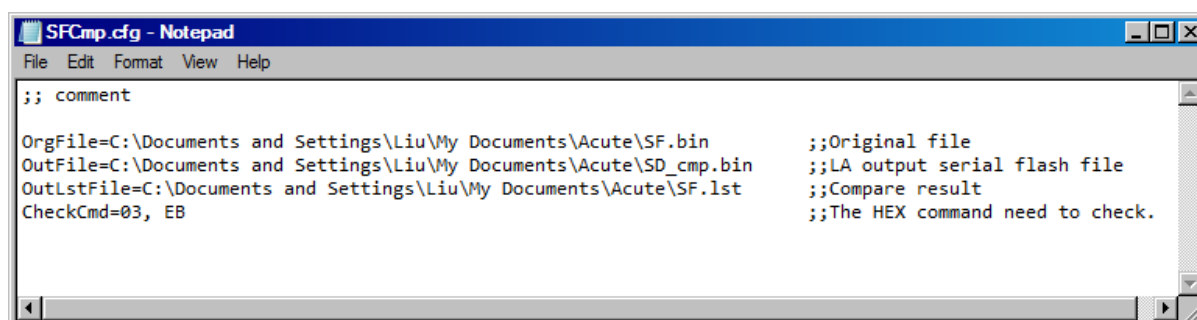 SFCmp.cfg - Notepad
File Edit Format View Help
;; comment
OrgFile=C:\Documents and Settings\Liu\My Documents\Acute\SF.bin ;;Original file
OutFile=C:\Documents and Settings\Liu\My Documents\Acute\SD_cmp.bin ;;LA output serial flash file
OutLstFile=C:\Documents and Settings\Liu\My Documents\Acute\SF.lst ;;Compare result
CheckCmd=03, EB ;;The HEX command need to check.